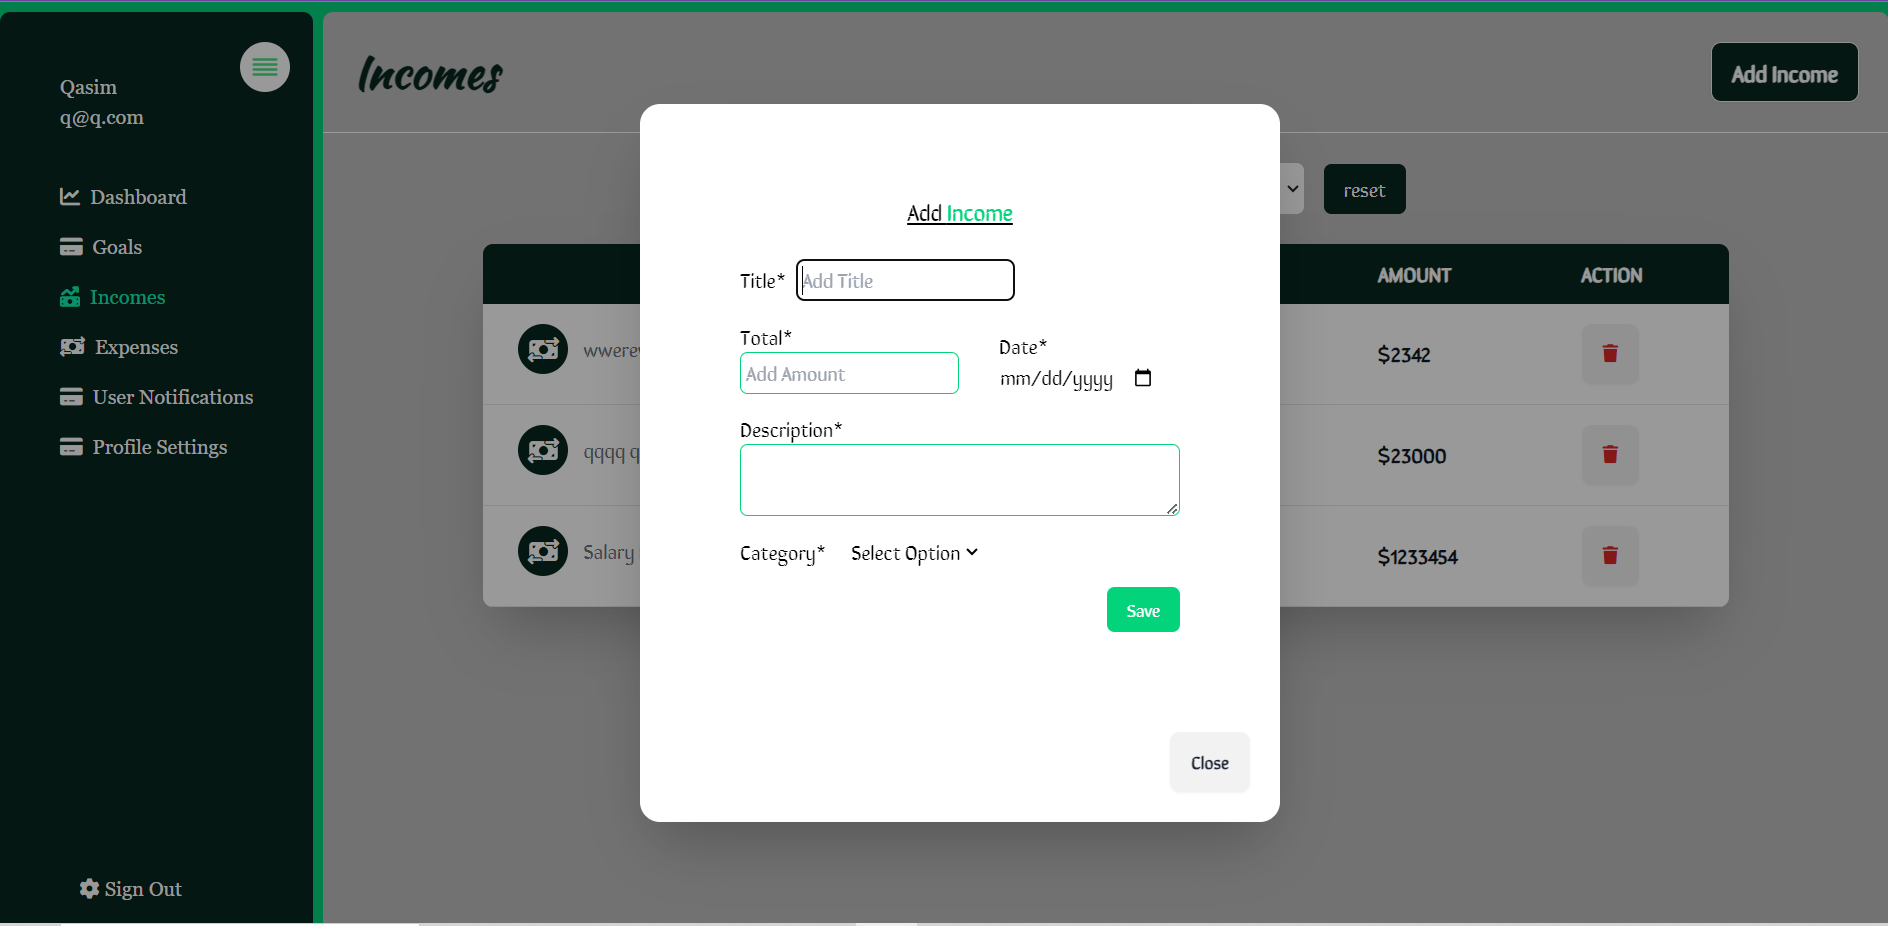 Qasim
q@q.com
Dashboard
Goals
Incomes
Expenses
User Notifications
Profile Settings
Sign Out
Incomes
Add Income
reset
AMOUNT ACTION
$2342
qqqq
$23000
Salary
$1233454
Add Income
Title* Add Title
Total*
Add Amount
Date*
mm/dd/yyyy
Description*
Category* Select Option
Save
Close